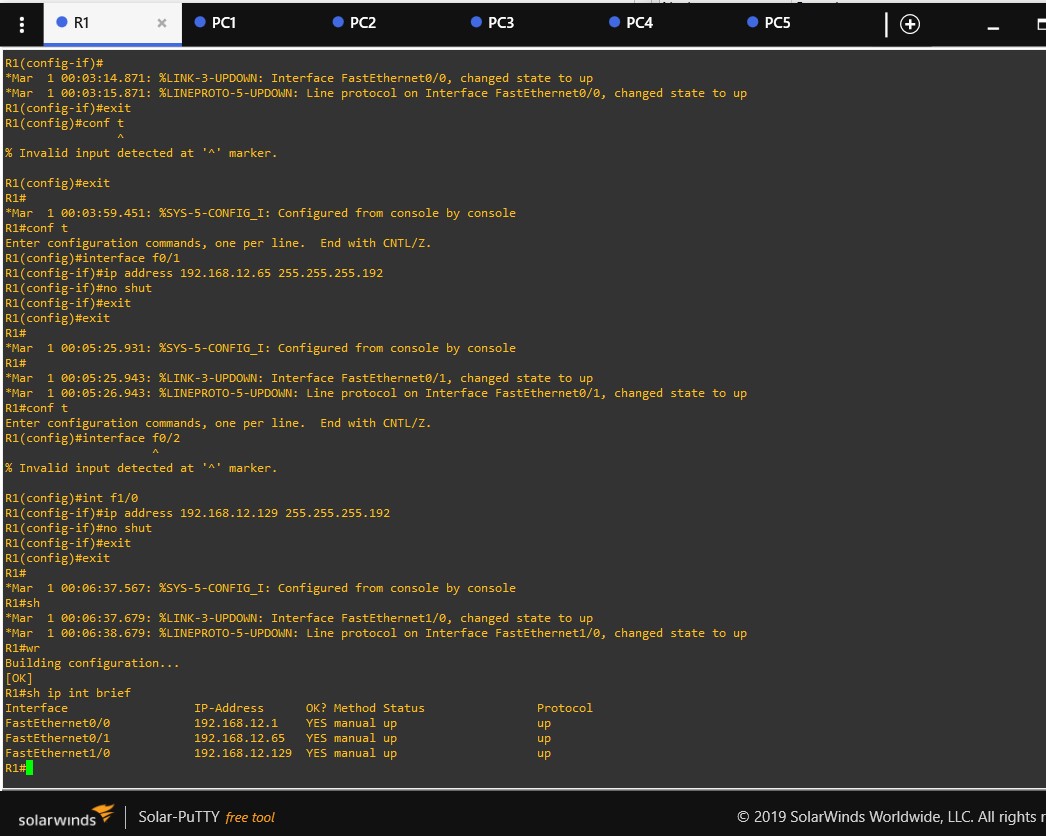 R1 × PC1 PC2 PC3 PC4 PC5
R1(config-if)#
*Mar  1 00:03:14.871: %LINK-3-UPDOWN: Interface FastEthernet0/0, changed state to up
*Mar  1 00:03:15.871: %LINEPROTO-5-UPDOWN: Line protocol on Interface FastEthernet0/0, changed state to up
R1(config-if)#exit
R1(config)#conf t
^
% Invalid input detected at '^' marker.
R1(config)#exit
R1#
*Mar  1 00:03:59.451: %SYS-5-CONFIG_I: Configured from console by console
R1#conf t
Enter configuration commands, one per line.  End with CNTL/Z.
R1(config)#interface f0/1
R1(config-if)#ip address 192.168.12.65 255.255.255.192
R1(config-if)#no shut
R1(config-if)#exit
R1(config)#exit
R1#
*Mar  1 00:05:25.931: %SYS-5-CONFIG_I: Configured from console by console
R1#
*Mar  1 00:05:25.943: %LINK-3-UPDOWN: Interface FastEthernet0/1, changed state to up
*Mar  1 00:05:26.943: %LINEPROTO-5-UPDOWN: Line protocol on Interface FastEthernet0/1, changed state to up
R1#conf t
Enter configuration commands, one per line.  End with CNTL/Z.
R1(config)#interface f0/2
^
% Invalid input detected at '^' marker.
R1(config)#int f1/0
R1(config-if)#ip address 192.168.12.129 255.255.255.192
R1(config-if)#no shut
R1(config-if)#exit
R1(config)#exit
R1#
*Mar  1 00:06:37.567: %SYS-5-CONFIG_I: Configured from console by console
R1#sh
*Mar  1 00:06:37.679: %LINK-3-UPDOWN: Interface FastEthernet1/0, changed state to up
*Mar  1 00:06:38.679: %LINEPROTO-5-UPDOWN: Line protocol on Interface FastEthernet1/0, changed state to up
R1#wr
Building configuration...
[OK]
R1#sh ip int brief
Interface                  IP-Address      OK? Method Status                Protocol
FastEthernet0/0            192.168.12.1    YES manual up                    up
FastEthernet0/1            192.168.12.65   YES manual up                    up
FastEthernet1/0            192.168.12.129  YES manual up                    up
R1#
solarwinds Solar-PuTTY free tool © 2019 SolarWinds Worldwide, LLC. All rights r